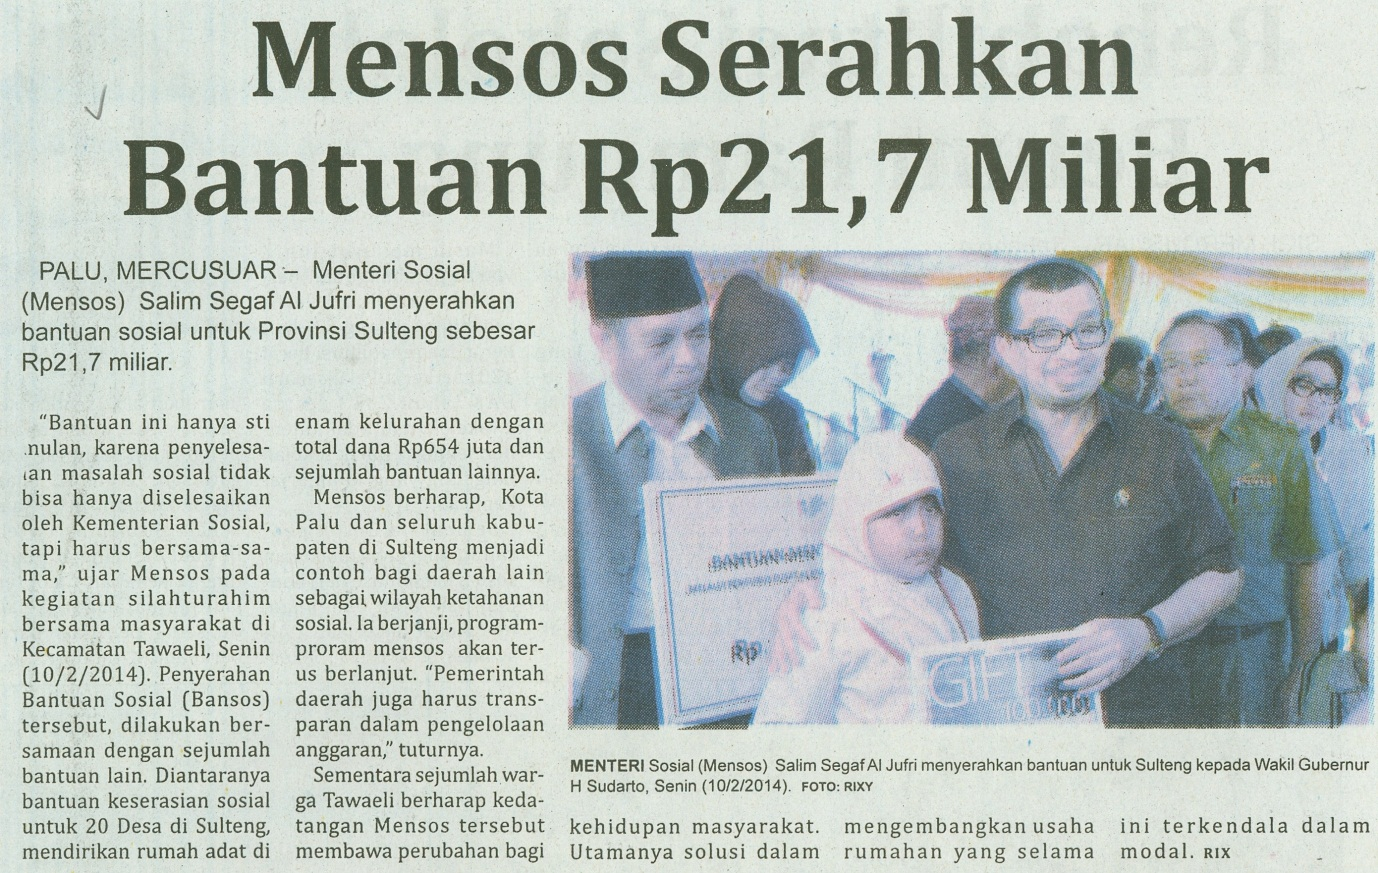 Mensos Serahkan
Bantuan Rp21,7 Miliar
PALU, MERCUSUAR – Menteri Sosial
(Mensos) Salim Segaf Al Jufri menyerahkan
bantuan sosial untuk Provinsi Sulteng sebesar
Rp21,7 miliar.
“Bantuan ini hanya sti
nulan, karena penyelesa-
ian masalah sosial tidak
bisa hanya diselesaikan
oleh Kementerian Sosial,
tapi harus bersama-sa-
ma,” ujar Mensos pada
kegiatan silahturahim
bersama masyarakat di
Kecamatan Tawaeli, Senin
(10/2/2014). Penyerahan
Bantuan Sosial (Bansos)
tersebut, dilakukan ber-
samaan dengan sejumlah
bantuan lain. Diantaranya
bantuan keserasian sosial
untuk 20 Desa di Sulteng,
mendirikan rumah adat di
enam kelurahan dengan
total dana Rp654 juta dan
sejumlah bantuan lainnya.
Mensos berharap, Kota
Palu dan seluruh kabu-
paten di Sulteng menjadi
contoh bagi daerah lain
sebagai wilayah ketahanan
sosial. Ia berjanji, program-
proram mensos akan ter-
us berlanjut. “Pemerintah
daerah juga harus trans-
paran dalam pengelolaan
anggaran,” tuturnya.
Sementara sejumlah war-
ga Tawaeli berharap keda-
tangan Mensos tersebut
membawa perubahan bagi
BANTUAN MEN
Rp
GIFT
MENTERI Sosial (Mensos) Salim Segaf Al Jufri menyerahkan bantuan untuk Sulteng kepada Wakil Gubernur
H Sudarto, Senin (10/2/2014). FOTO: RIXY
kehidupan masyarakat.
Utamanya solusi dalam
mengembangkan usaha
rumahan yang selama
ini terkendala dalam
modal. RIX